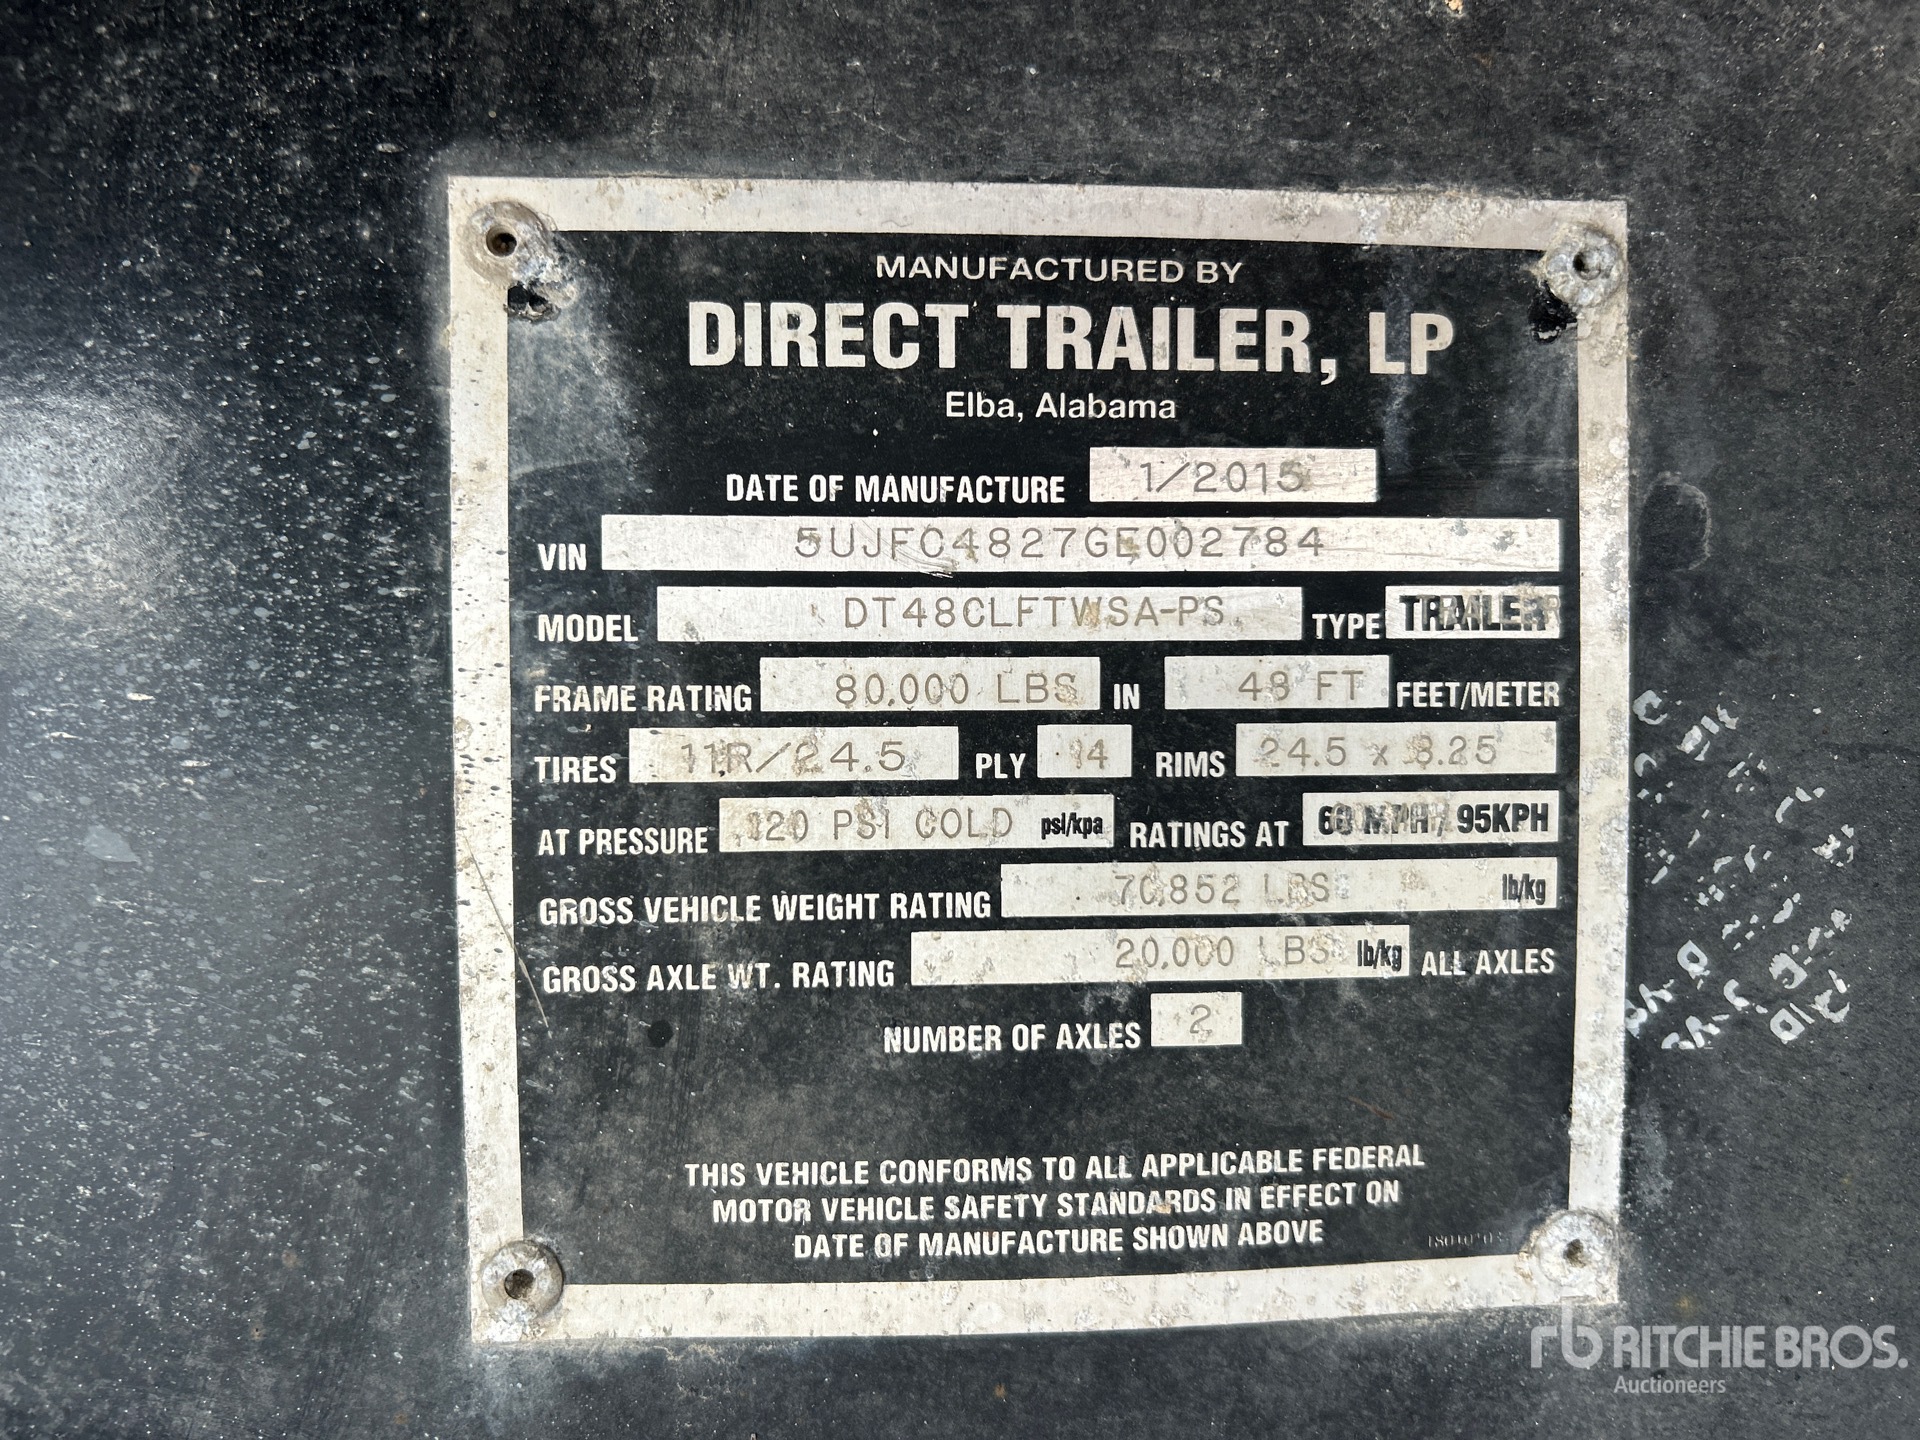 MANUFACTURED BY
DIRECT TRAILER, LP
Elba, Alabama
DATE OF MANUFACTURE 1/2015
VIN 5UJFC4827GE002784
MODEL DT48CLFTWSA-PS TYPE TRAILER
FRAME RATING 80,000 LBS IN 48 FT FEET/METER
TIRES 11R/24.5 PLY 14 RIMS 24.5 x 8.25
AT PRESSURE 120 PSI COLD psi/kpa RATINGS AT 60 MPH / 95KPH
GROSS VEHICLE WEIGHT RATING 70,852 LBS lb/kg
GROSS AXLE WT. RATING 20,000 LBS lb/kg ALL AXLES
NUMBER OF AXLES 2
THIS VEHICLE CONFORMS TO ALL APPLICABLE FEDERAL
MOTOR VEHICLE SAFETY STANDARDS IN EFFECT ON
DATE OF MANUFACTURE SHOWN ABOVE
rb RITCHIE BROS.
Auctioneers